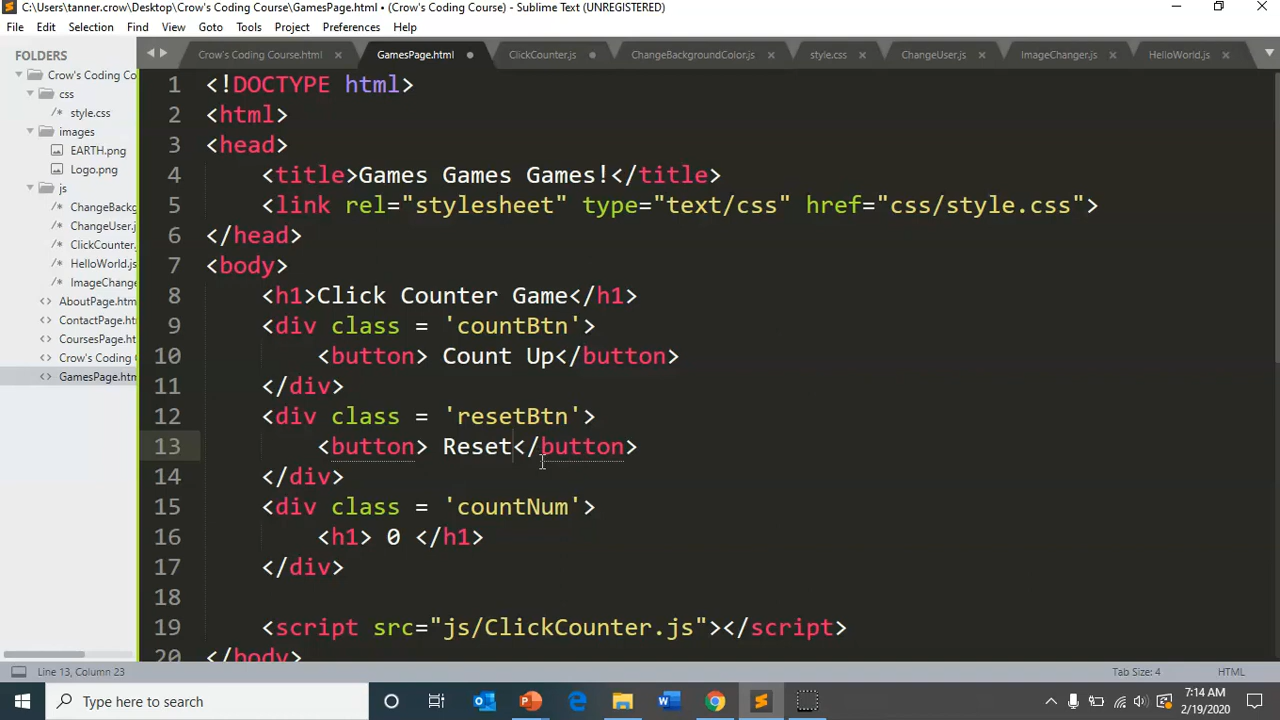 C:\Users\tanner.crow\Desktop\Crow's Coding Course\GamesPage.html • (Crow's Coding Course) - Sublime Text (UNREGISTERED)
File Edit Selection Find View Goto Tools Project Preferences Help
FOLDERS
Crow's Coding Co
css
/* style.css
images
EARTH.png
Logo.png
js
/* ChangeBackg
/* ChangeUser.j
/* ClickCounter.
/* HelloWorld.js
/* ImageChange
<> AboutPage.htm
<> ContactPage.ht
<> CoursesPage.ht
<> Crow's Coding C
<> GamesPage.htm
Crow's Coding Course.html × GamesPage.html • ClickCounter.js • ChangeBackgroundColor.js × style.css × ChangeUser.js × ImageChanger.js × HelloWorld.js ×
1 <!DOCTYPE html>
2 <html>
3 <head>
4 <title>Games Games Games!</title>
5 <link rel="stylesheet" type="text/css" href="css/style.css">
6 </head>
7 <body>
8 <h1>Click Counter Game</h1>
9 <div class = 'countBtn'>
10 <button> Count Up</button>
11 </div>
12 <div class = 'resetBtn'>
13 <button> Reset</button>
14 </div>
15 <div class = 'countNum'>
16 <h1> 0 </h1>
17 </div>
18
19 <script src="js/ClickCounter.js"></script>
20 </body>
Line 13, Column 23 Tab Size: 4 HTML
Type here to search
7:14 AM
2/19/2020